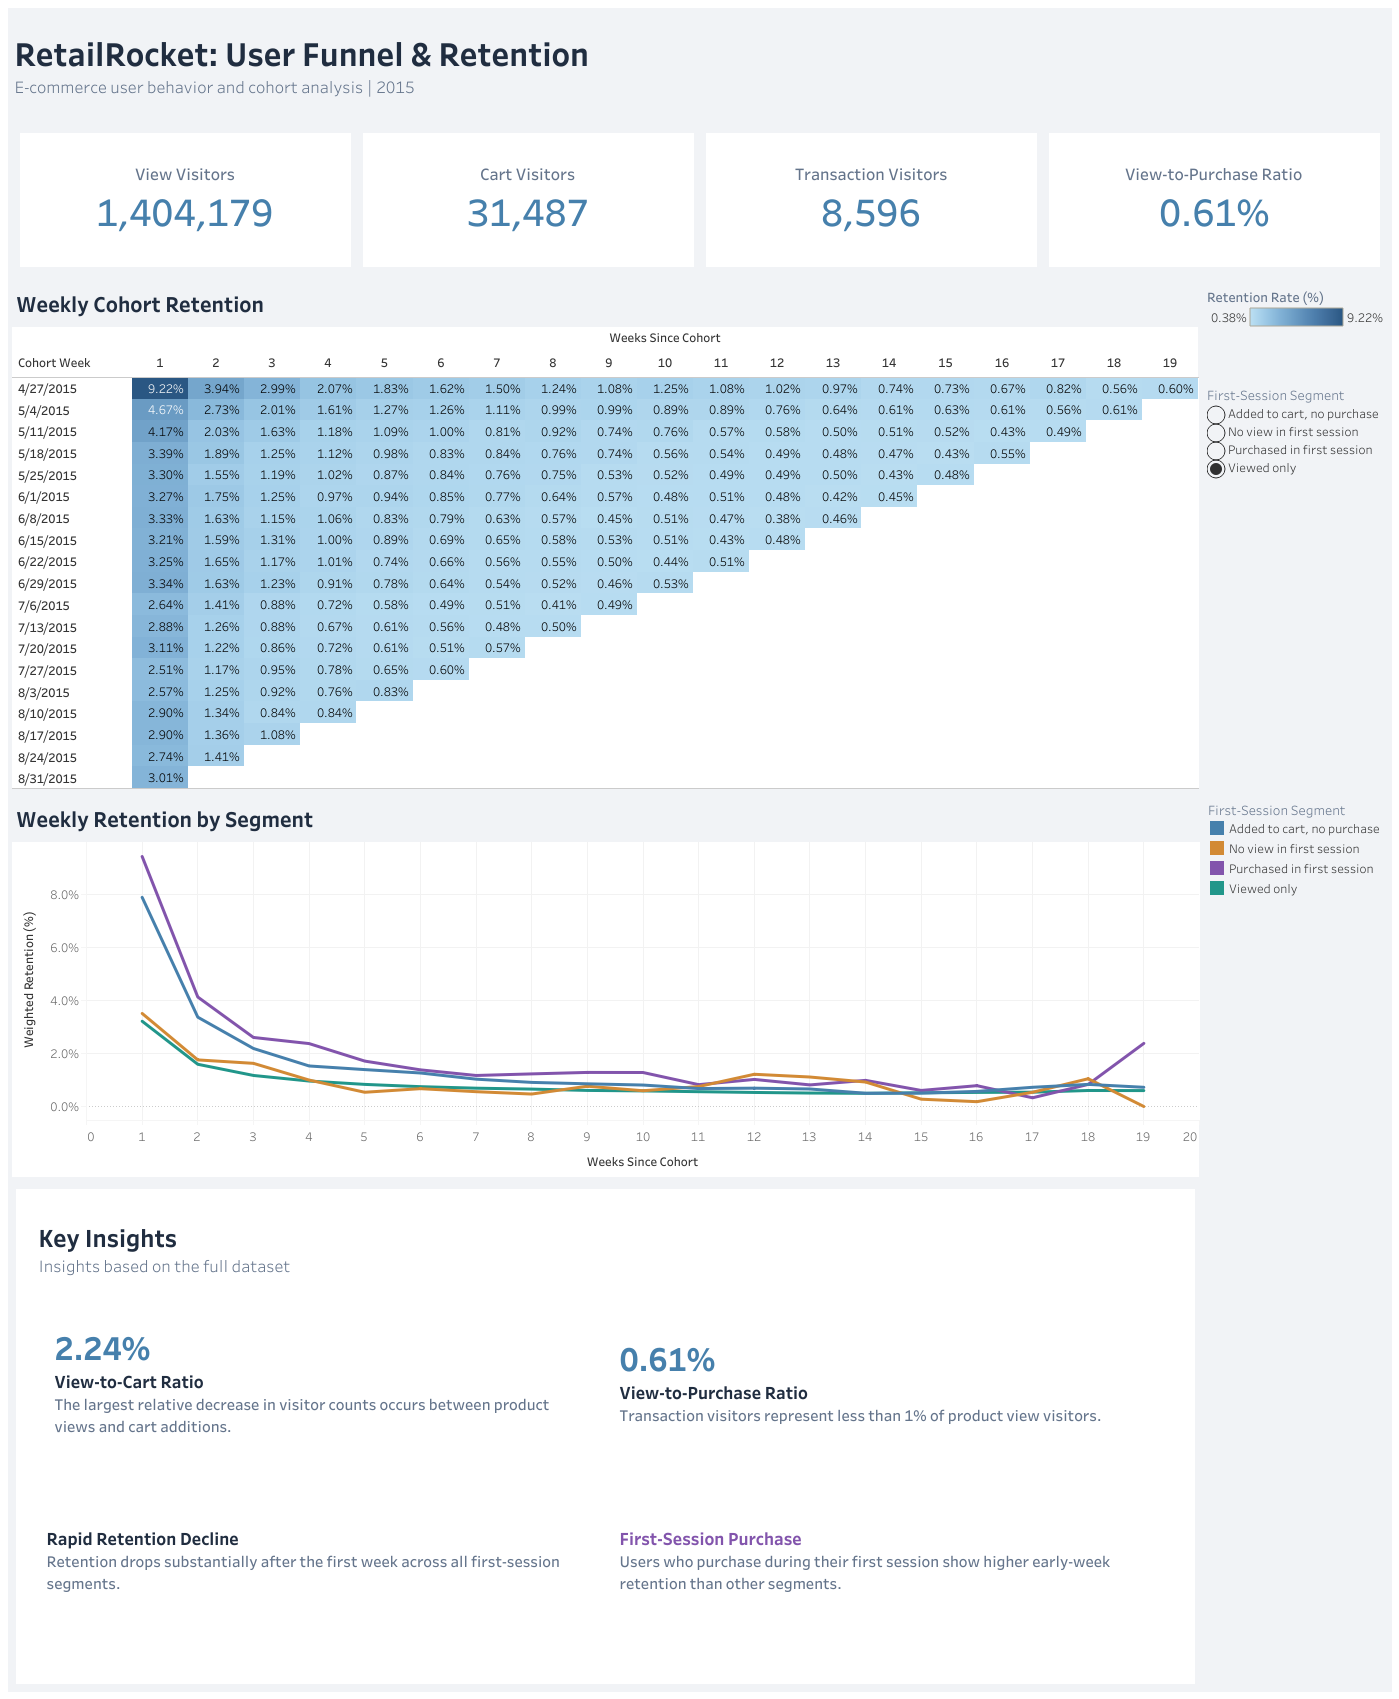 RetailRocket: User Funnel & Retention
E-commerce user behavior and cohort analysis | 2015
View Visitors
1,404,179
Cart Visitors
31,487
Transaction Visitors
8,596
View-to-Purchase Ratio
0.61%
Weekly Cohort Retention
Retention Rate (%)
0.38% 9.22%
Weeks Since Cohort
Cohort Week 1 2 3 4 5 6 7 8 9 10 11 12 13 14 15 16 17 18 19
4/27/2015 9.22% 3.94% 2.99% 2.07% 1.83% 1.62% 1.50% 1.24% 1.08% 1.25% 1.08% 1.02% 0.97% 0.74% 0.73% 0.67% 0.82% 0.56% 0.60%
5/4/2015 4.67% 2.73% 2.01% 1.61% 1.27% 1.26% 1.11% 0.99% 0.99% 0.89% 0.89% 0.76% 0.64% 0.61% 0.63% 0.61% 0.56% 0.61%
5/11/2015 4.17% 2.03% 1.63% 1.18% 1.09% 1.00% 0.81% 0.92% 0.74% 0.76% 0.57% 0.58% 0.50% 0.51% 0.52% 0.43% 0.49%
5/18/2015 3.39% 1.89% 1.25% 1.12% 0.98% 0.83% 0.84% 0.76% 0.74% 0.56% 0.54% 0.49% 0.48% 0.47% 0.43% 0.55%
5/25/2015 3.30% 1.55% 1.19% 1.02% 0.87% 0.84% 0.76% 0.75% 0.53% 0.52% 0.49% 0.49% 0.50% 0.43% 0.48%
6/1/2015 3.27% 1.75% 1.25% 0.97% 0.94% 0.85% 0.77% 0.64% 0.57% 0.48% 0.51% 0.48% 0.42% 0.45%
6/8/2015 3.33% 1.63% 1.15% 1.06% 0.83% 0.79% 0.63% 0.57% 0.45% 0.51% 0.47% 0.38% 0.46%
6/15/2015 3.21% 1.59% 1.31% 1.00% 0.89% 0.69% 0.65% 0.58% 0.53% 0.51% 0.43% 0.48%
6/22/2015 3.25% 1.65% 1.17% 1.01% 0.74% 0.66% 0.56% 0.55% 0.50% 0.44% 0.51%
6/29/2015 3.34% 1.63% 1.23% 0.91% 0.78% 0.64% 0.54% 0.52% 0.46% 0.53%
7/6/2015 2.64% 1.41% 0.88% 0.72% 0.58% 0.49% 0.51% 0.41% 0.49%
7/13/2015 2.88% 1.26% 0.88% 0.67% 0.61% 0.56% 0.48% 0.50%
7/20/2015 3.11% 1.22% 0.86% 0.72% 0.61% 0.51% 0.57%
7/27/2015 2.51% 1.17% 0.95% 0.78% 0.65% 0.60%
8/3/2015 2.57% 1.25% 0.92% 0.76% 0.83%
8/10/2015 2.90% 1.34% 0.84% 0.84%
8/17/2015 2.90% 1.36% 1.08%
8/24/2015 2.74% 1.41%
8/31/2015 3.01%
First-Session Segment
Added to cart, no purchase
No view in first session
Purchased in first session
Viewed only
Weekly Retention by Segment
First-Session Segment
Added to cart, no purchase
No view in first session
Purchased in first session
Viewed only
Weighted Retention (%)
8.0%
6.0%
4.0%
2.0%
0.0%
0 1 2 3 4 5 6 7 8 9 10 11 12 13 14 15 16 17 18 19 20
Weeks Since Cohort
Key Insights
Insights based on the full dataset
2.24%
View-to-Cart Ratio
The largest relative decrease in visitor counts occurs between product
views and cart additions.
0.61%
View-to-Purchase Ratio
Transaction visitors represent less than 1% of product view visitors.
Rapid Retention Decline
Retention drops substantially after the first week across all first-session
segments.
First-Session Purchase
Users who purchase during their first session show higher early-week
retention than other segments.